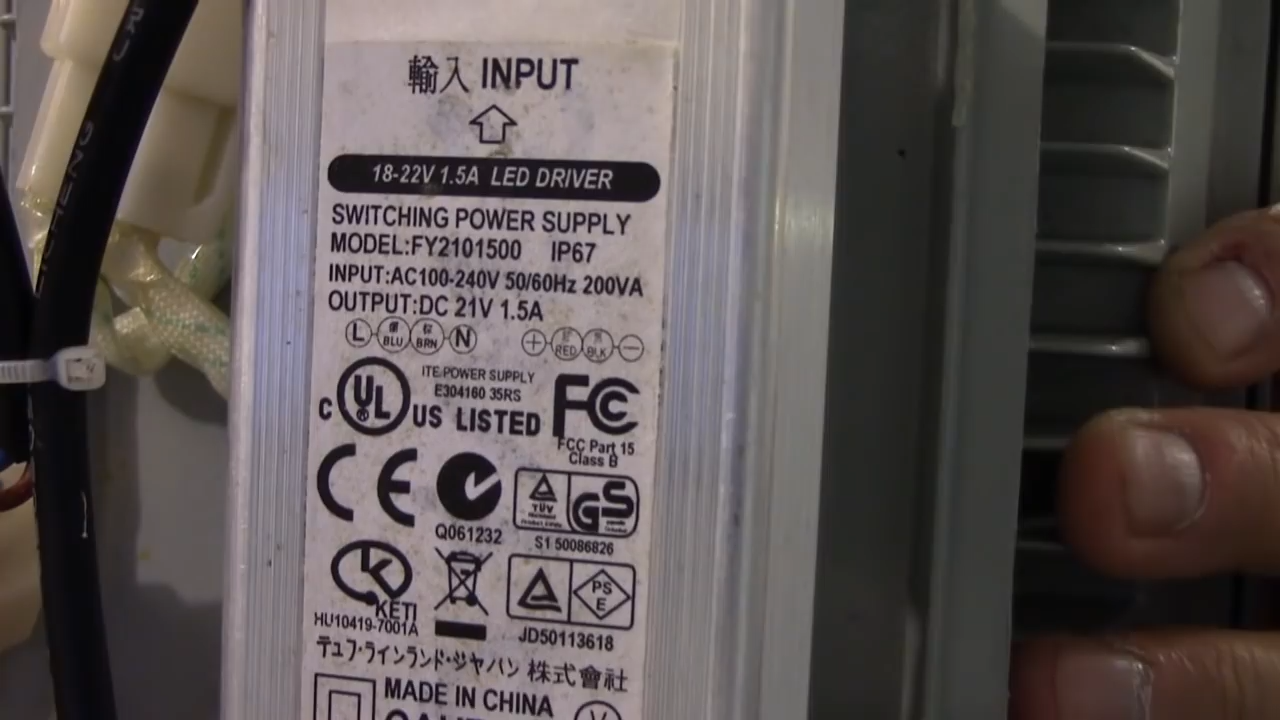 輸入 INPUT
18-22V 1.5A LED DRIVER
SWITCHING POWER SUPPLY
MODEL:FY2101500 IP67
INPUT:AC100-240V 50/60Hz 200VA
OUTPUT:DC 21V 1.5A
L BLU BRN N + RED BLK −
ITE POWER SUPPLY
E304160 35RS
C UL US LISTED
FC
FCC Part 15
Class B
CE
TÜV
GS
Q061232
S1 50086826
K
PS
E
KETI
HU10419-7001A
JD50113618
テュフ・ラインランド・ジャパン 株式會社
MADE IN CHINA
V